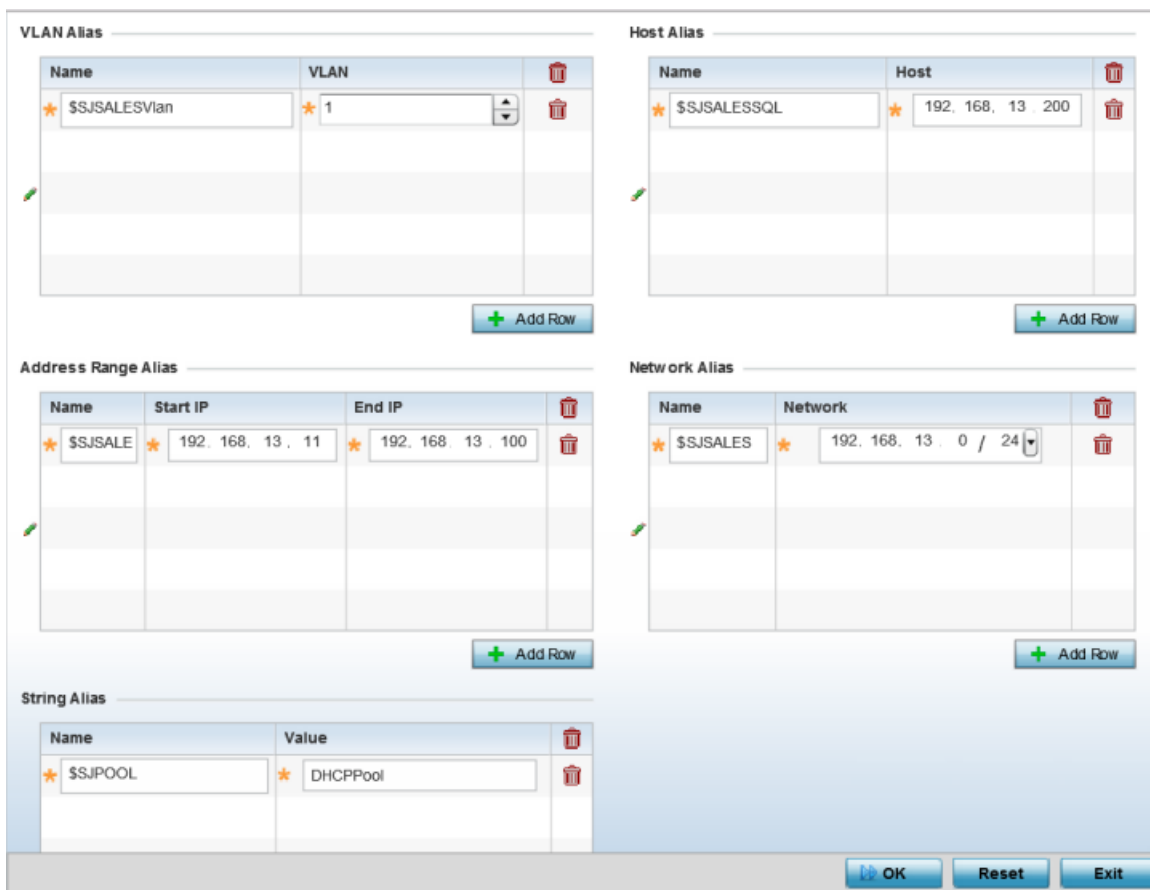 VLAN Alias
Name VLAN
* $SJSALESVlan * 1
Add Row
Host Alias
Name Host
* $SJSALESSQL * 192. 168. 13 . 200
Add Row
Address Range Alias
Name Start IP End IP
* $SJSALE * 192. 168. 13 . 11 * 192. 168. 13 . 100
Add Row
Network Alias
Name Network
* $SJSALES * 192. 168. 13 . 0 / 24
Add Row
String Alias
Name Value
* $SJPOOL * DHCPPool
OK Reset Exit